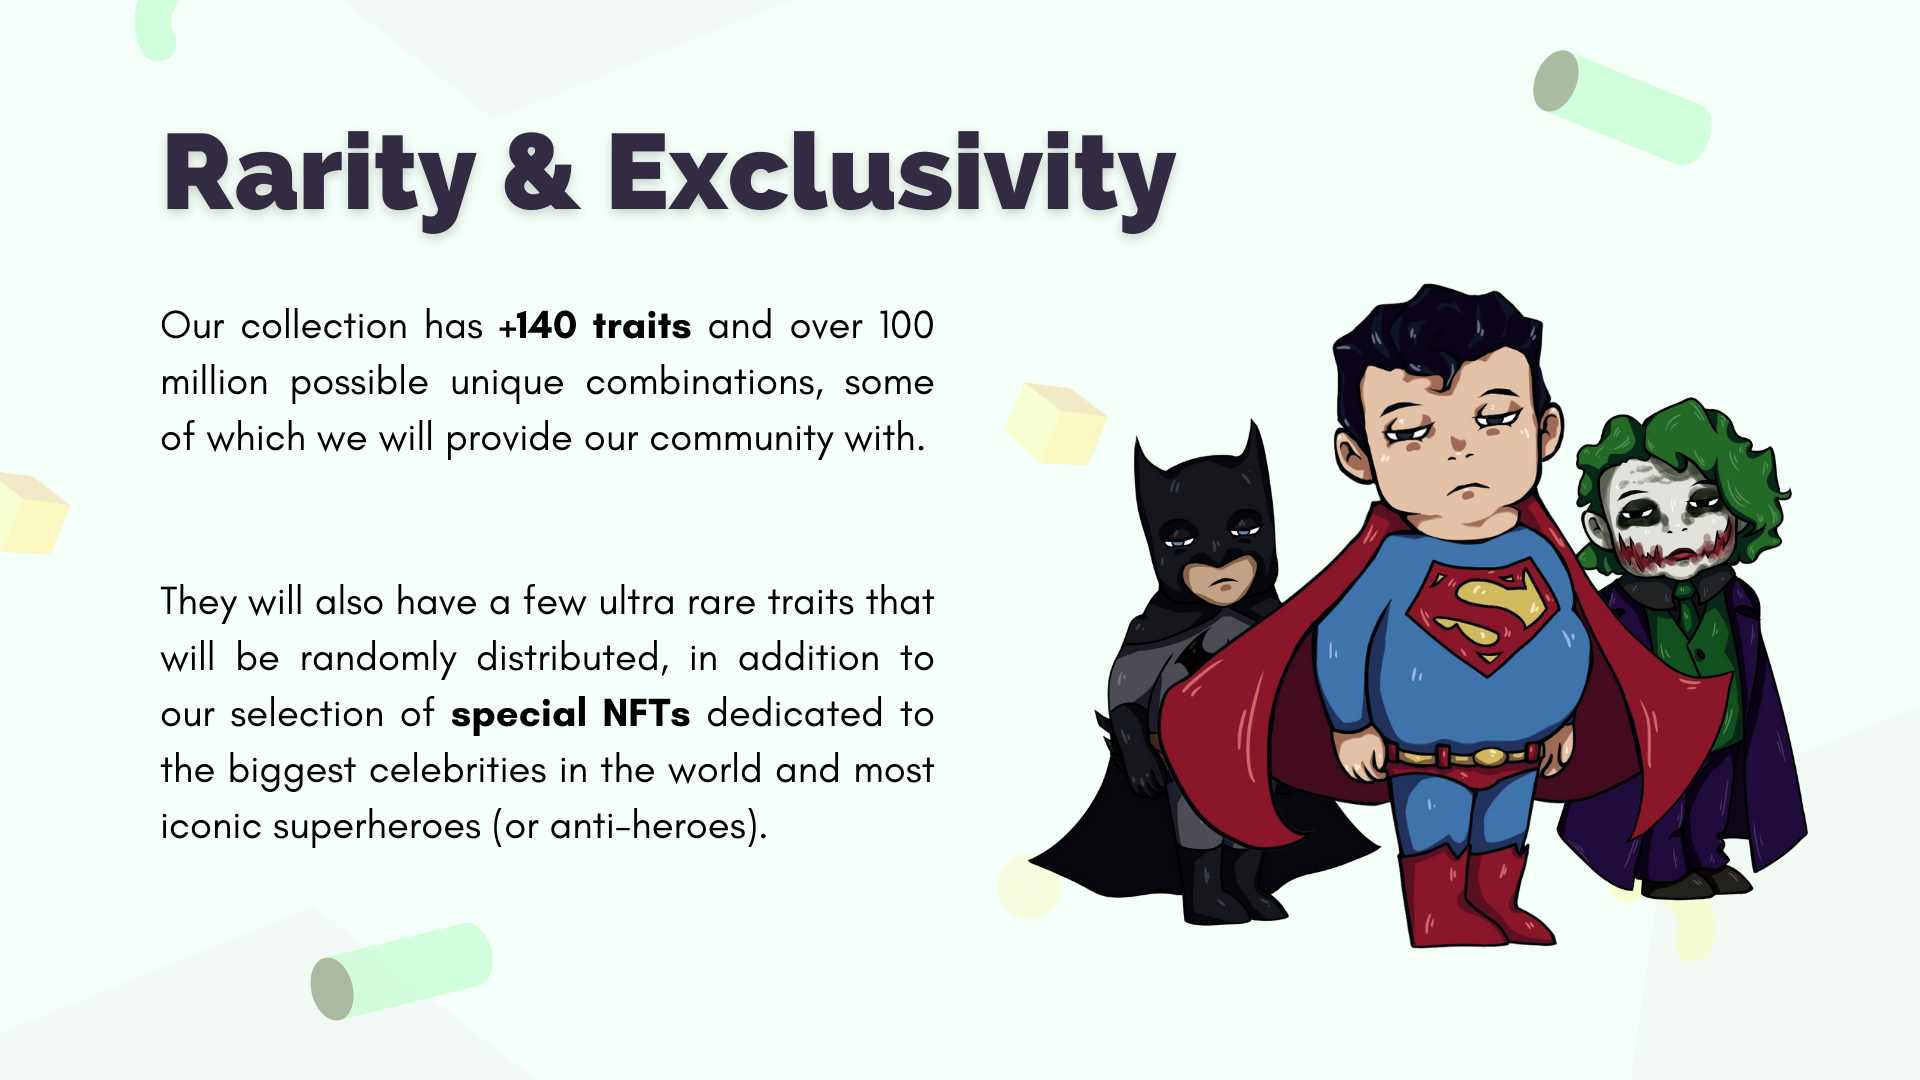 Rarity & Exclusivity
Our collection has +140 traits and over 100
million possible unique combinations, some
of which we will provide our community with.
They will also have a few ultra rare traits that
will be randomly distributed, in addition to
our selection of special NFTs dedicated to
the biggest celebrities in the world and most
iconic superheroes (or anti-heroes).